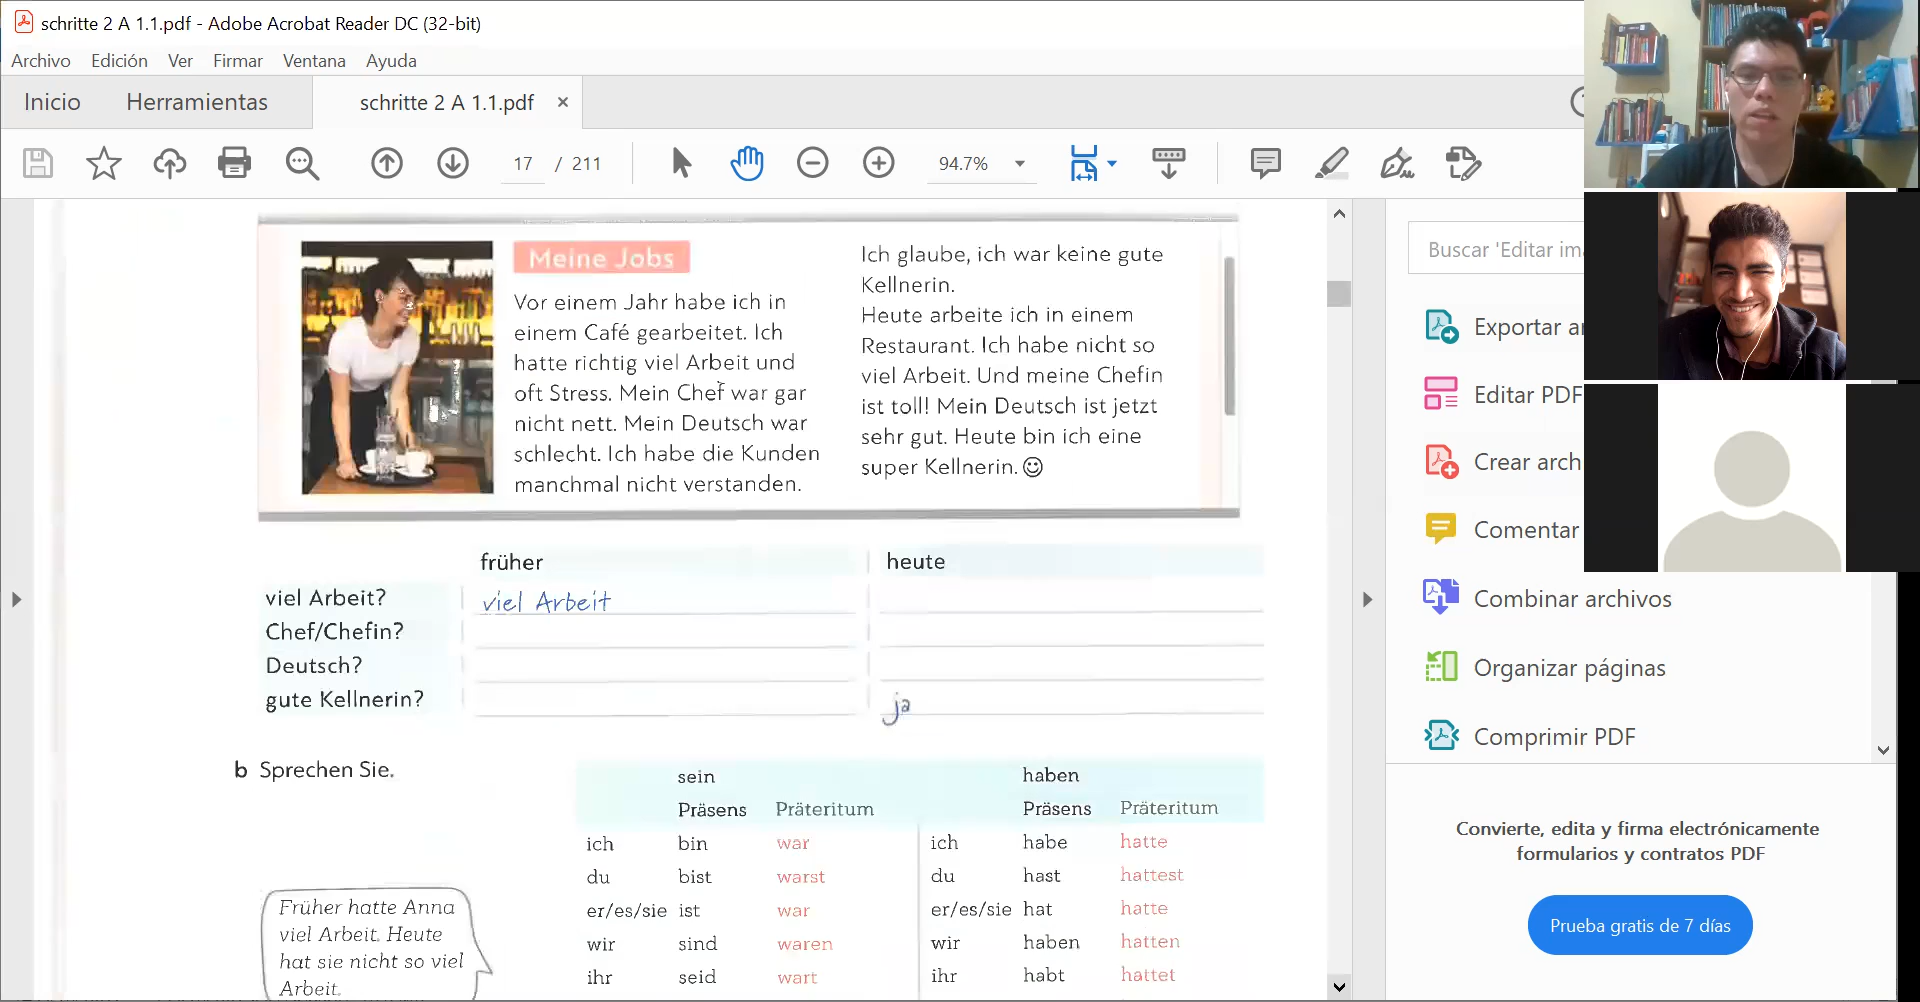 schritte 2 A 1.1.pdf - Adobe Acrobat Reader DC (32-bit)
Archivo Edición Ver Firmar Ventana Ayuda
Inicio Herramientas schritte 2 A 1.1.pdf ×
17 / 211 94.7%
Meine Jobs
Vor einem Jahr habe ich in
einem Café gearbeitet. Ich
hatte richtig viel Arbeit und
oft Stress. Mein Chef war gar
nicht nett. Mein Deutsch war
schlecht. Ich habe die Kunden
manchmal nicht verstanden.
Ich glaube, ich war keine gute
Kellnerin.
Heute arbeite ich in einem
Restaurant. Ich habe nicht so
viel Arbeit. Und meine Chefin
ist toll! Mein Deutsch ist jetzt
sehr gut. Heute bin ich eine
super Kellnerin. ☺
früher heute
viel Arbeit? viel Arbeit
Chef/Chefin?
Deutsch?
gute Kellnerin? ja
b Sprechen Sie.
Früher hatte Anna
viel Arbeit. Heute
hat sie nicht so viel
Arbeit.
sein haben
Präsens Präteritum Präsens Präteritum
ich bin war ich habe hatte
du bist warst du hast hattest
er/es/sie ist war er/es/sie hat hatte
wir sind waren wir haben hatten
ihr seid wart ihr habt hattet
Buscar 'Editar
Exportar
Editar PDF
Crear
Comentar
Combinar archivos
Organizar páginas
Comprimir PDF
Convierte, edita y firma electrónicamente
formularios y contratos PDF
Prueba gratis de 7 días